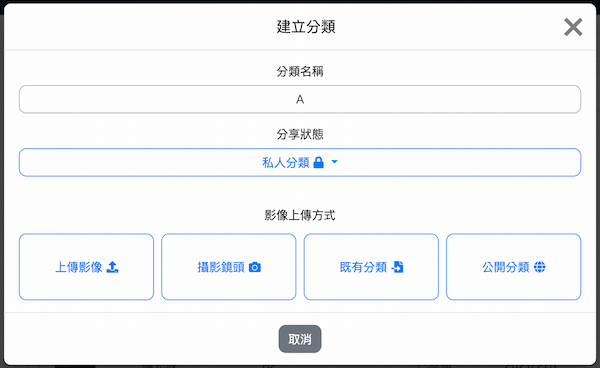 建立分類
分類名稱
A
分享狀態
私人分類
影像上傳方式
上傳影像 攝影鏡頭 既有分類 公開分類
取消